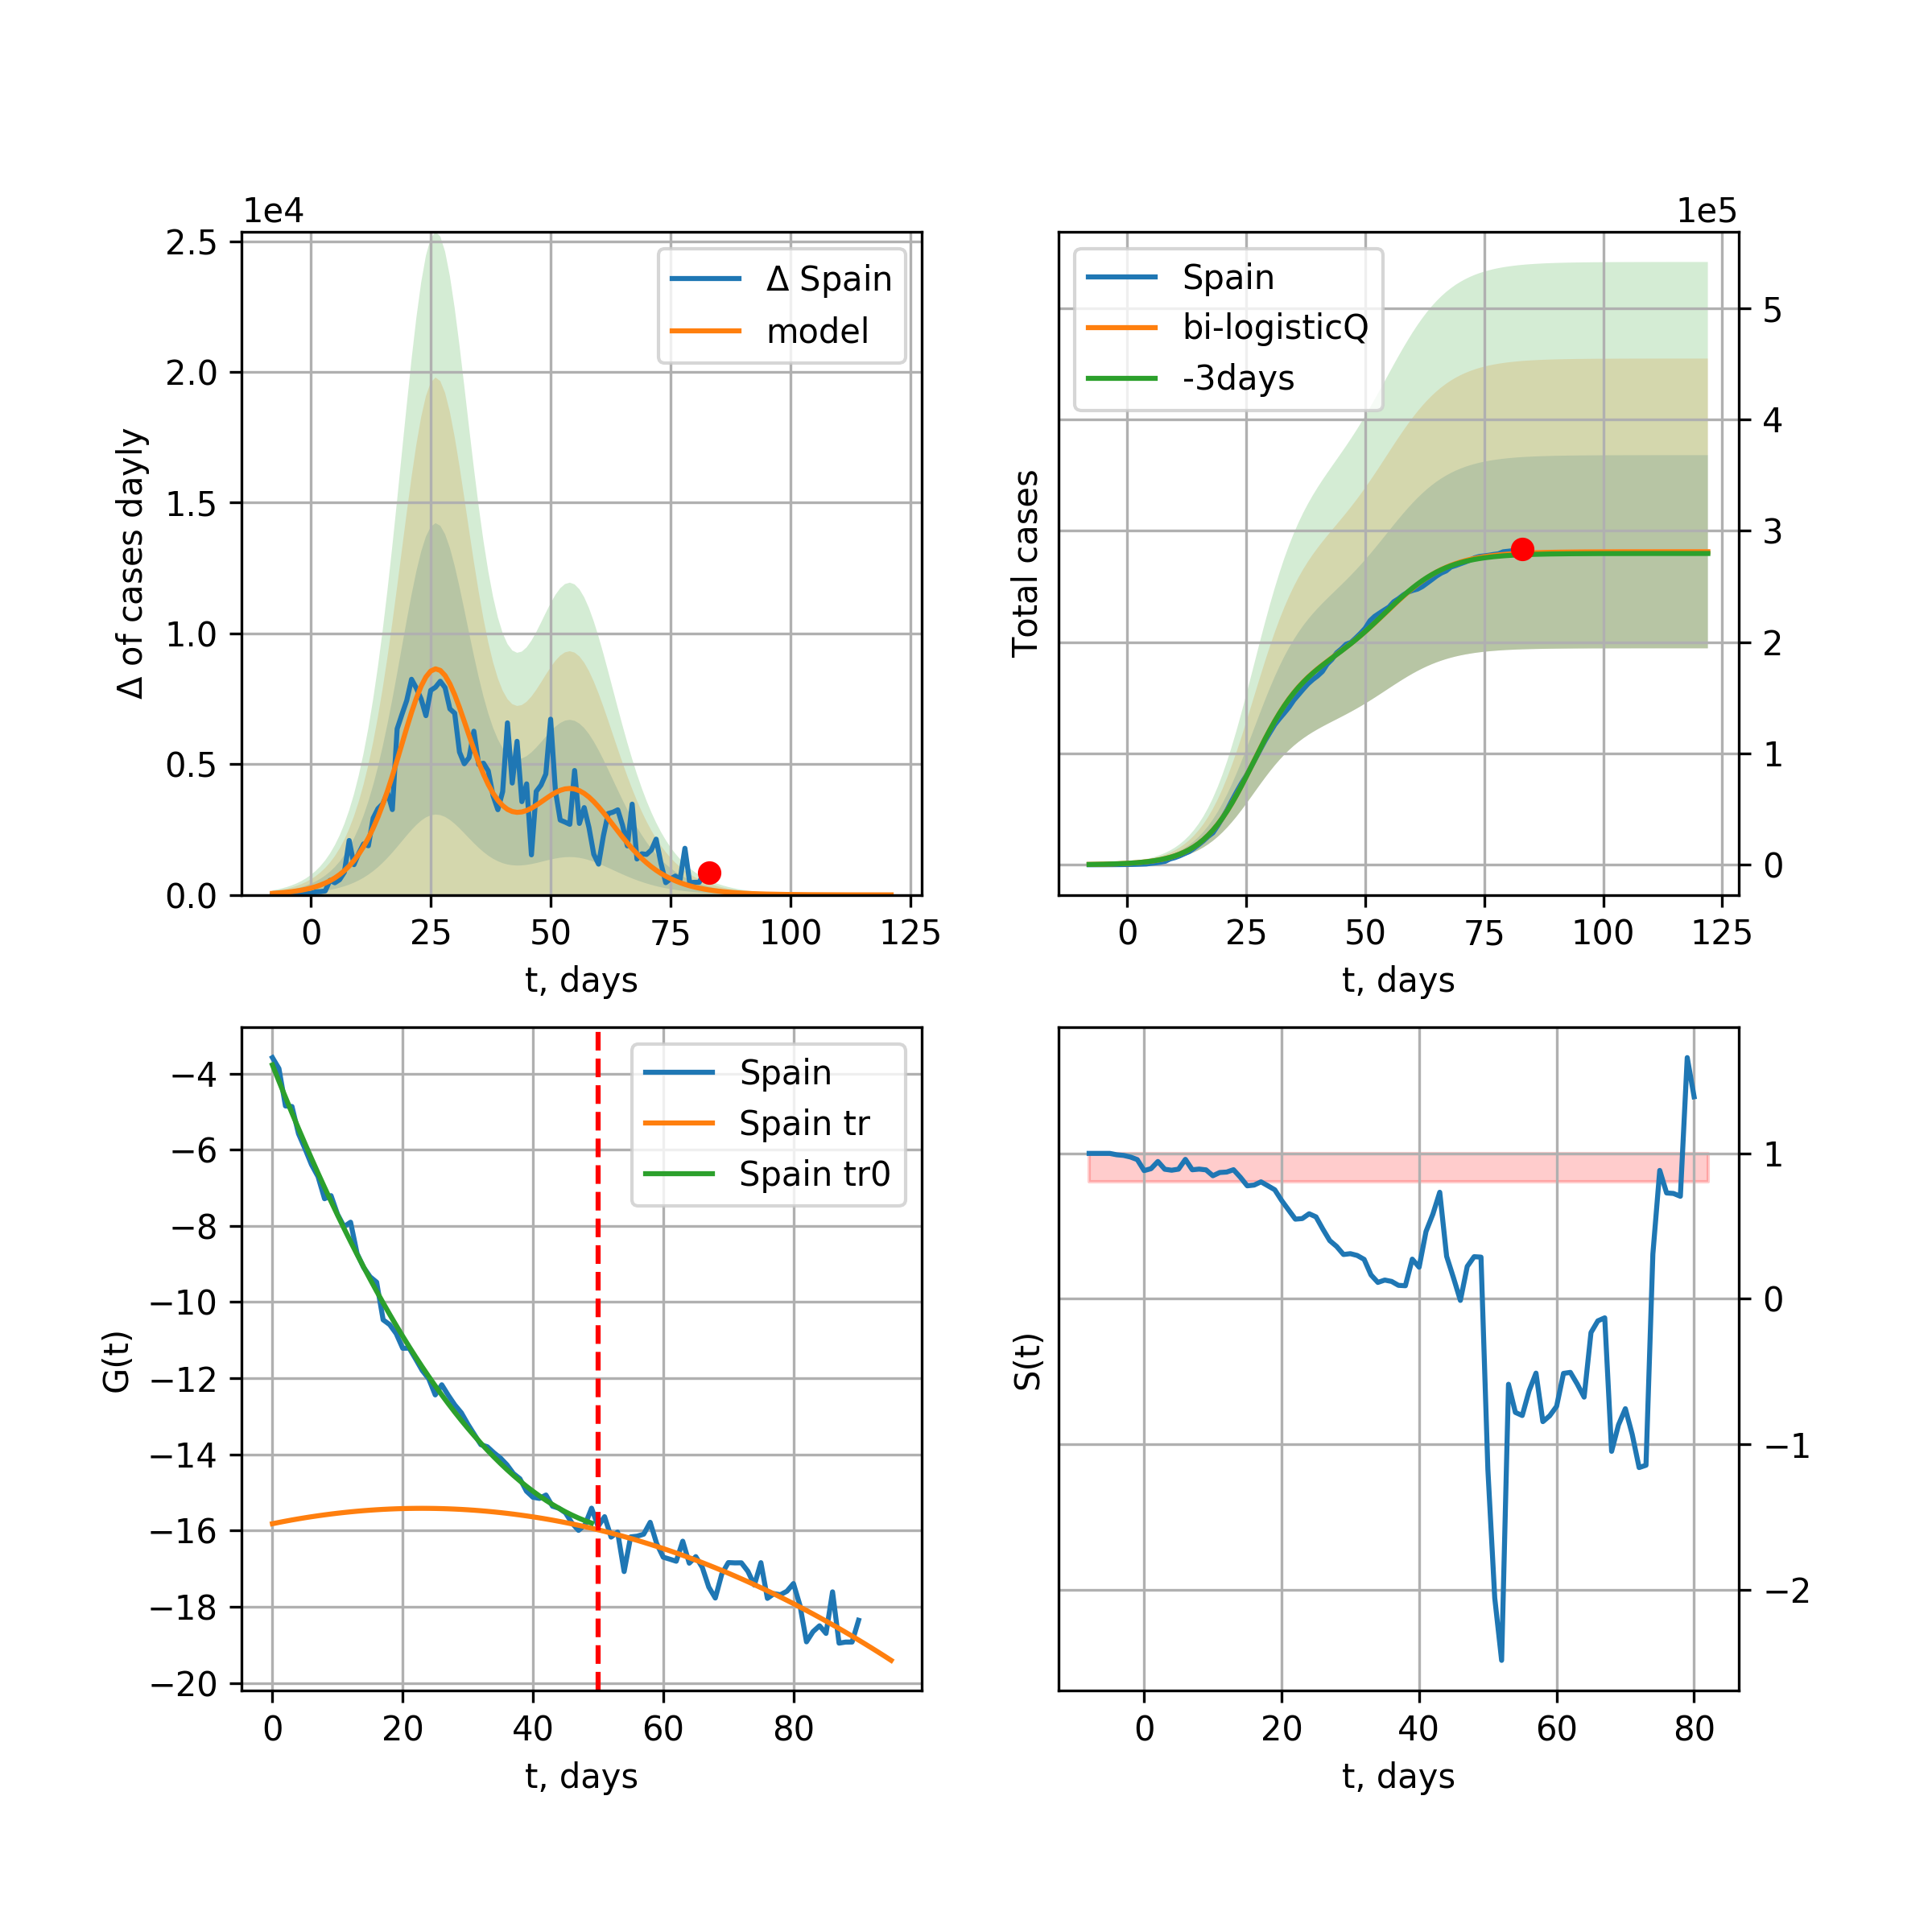 1e4
2.5
2.0
1.5
1.0
0.5
0.0
Δ of cases dayly
Δ Spain
model
0 25 50 75 100 125
t, days
1e5
Spain
bi-logisticQ
-3days
Total cases
5
4
3
2
1
0
0 25 50 75 100 125
t, days
−4
−6
−8
−10
−12
−14
−16
−18
−20
G(t)
Spain
Spain tr
Spain tr0
0 20 40 60 80
t, days
S(t)
1
0
−1
−2
0 20 40 60 80
t, days